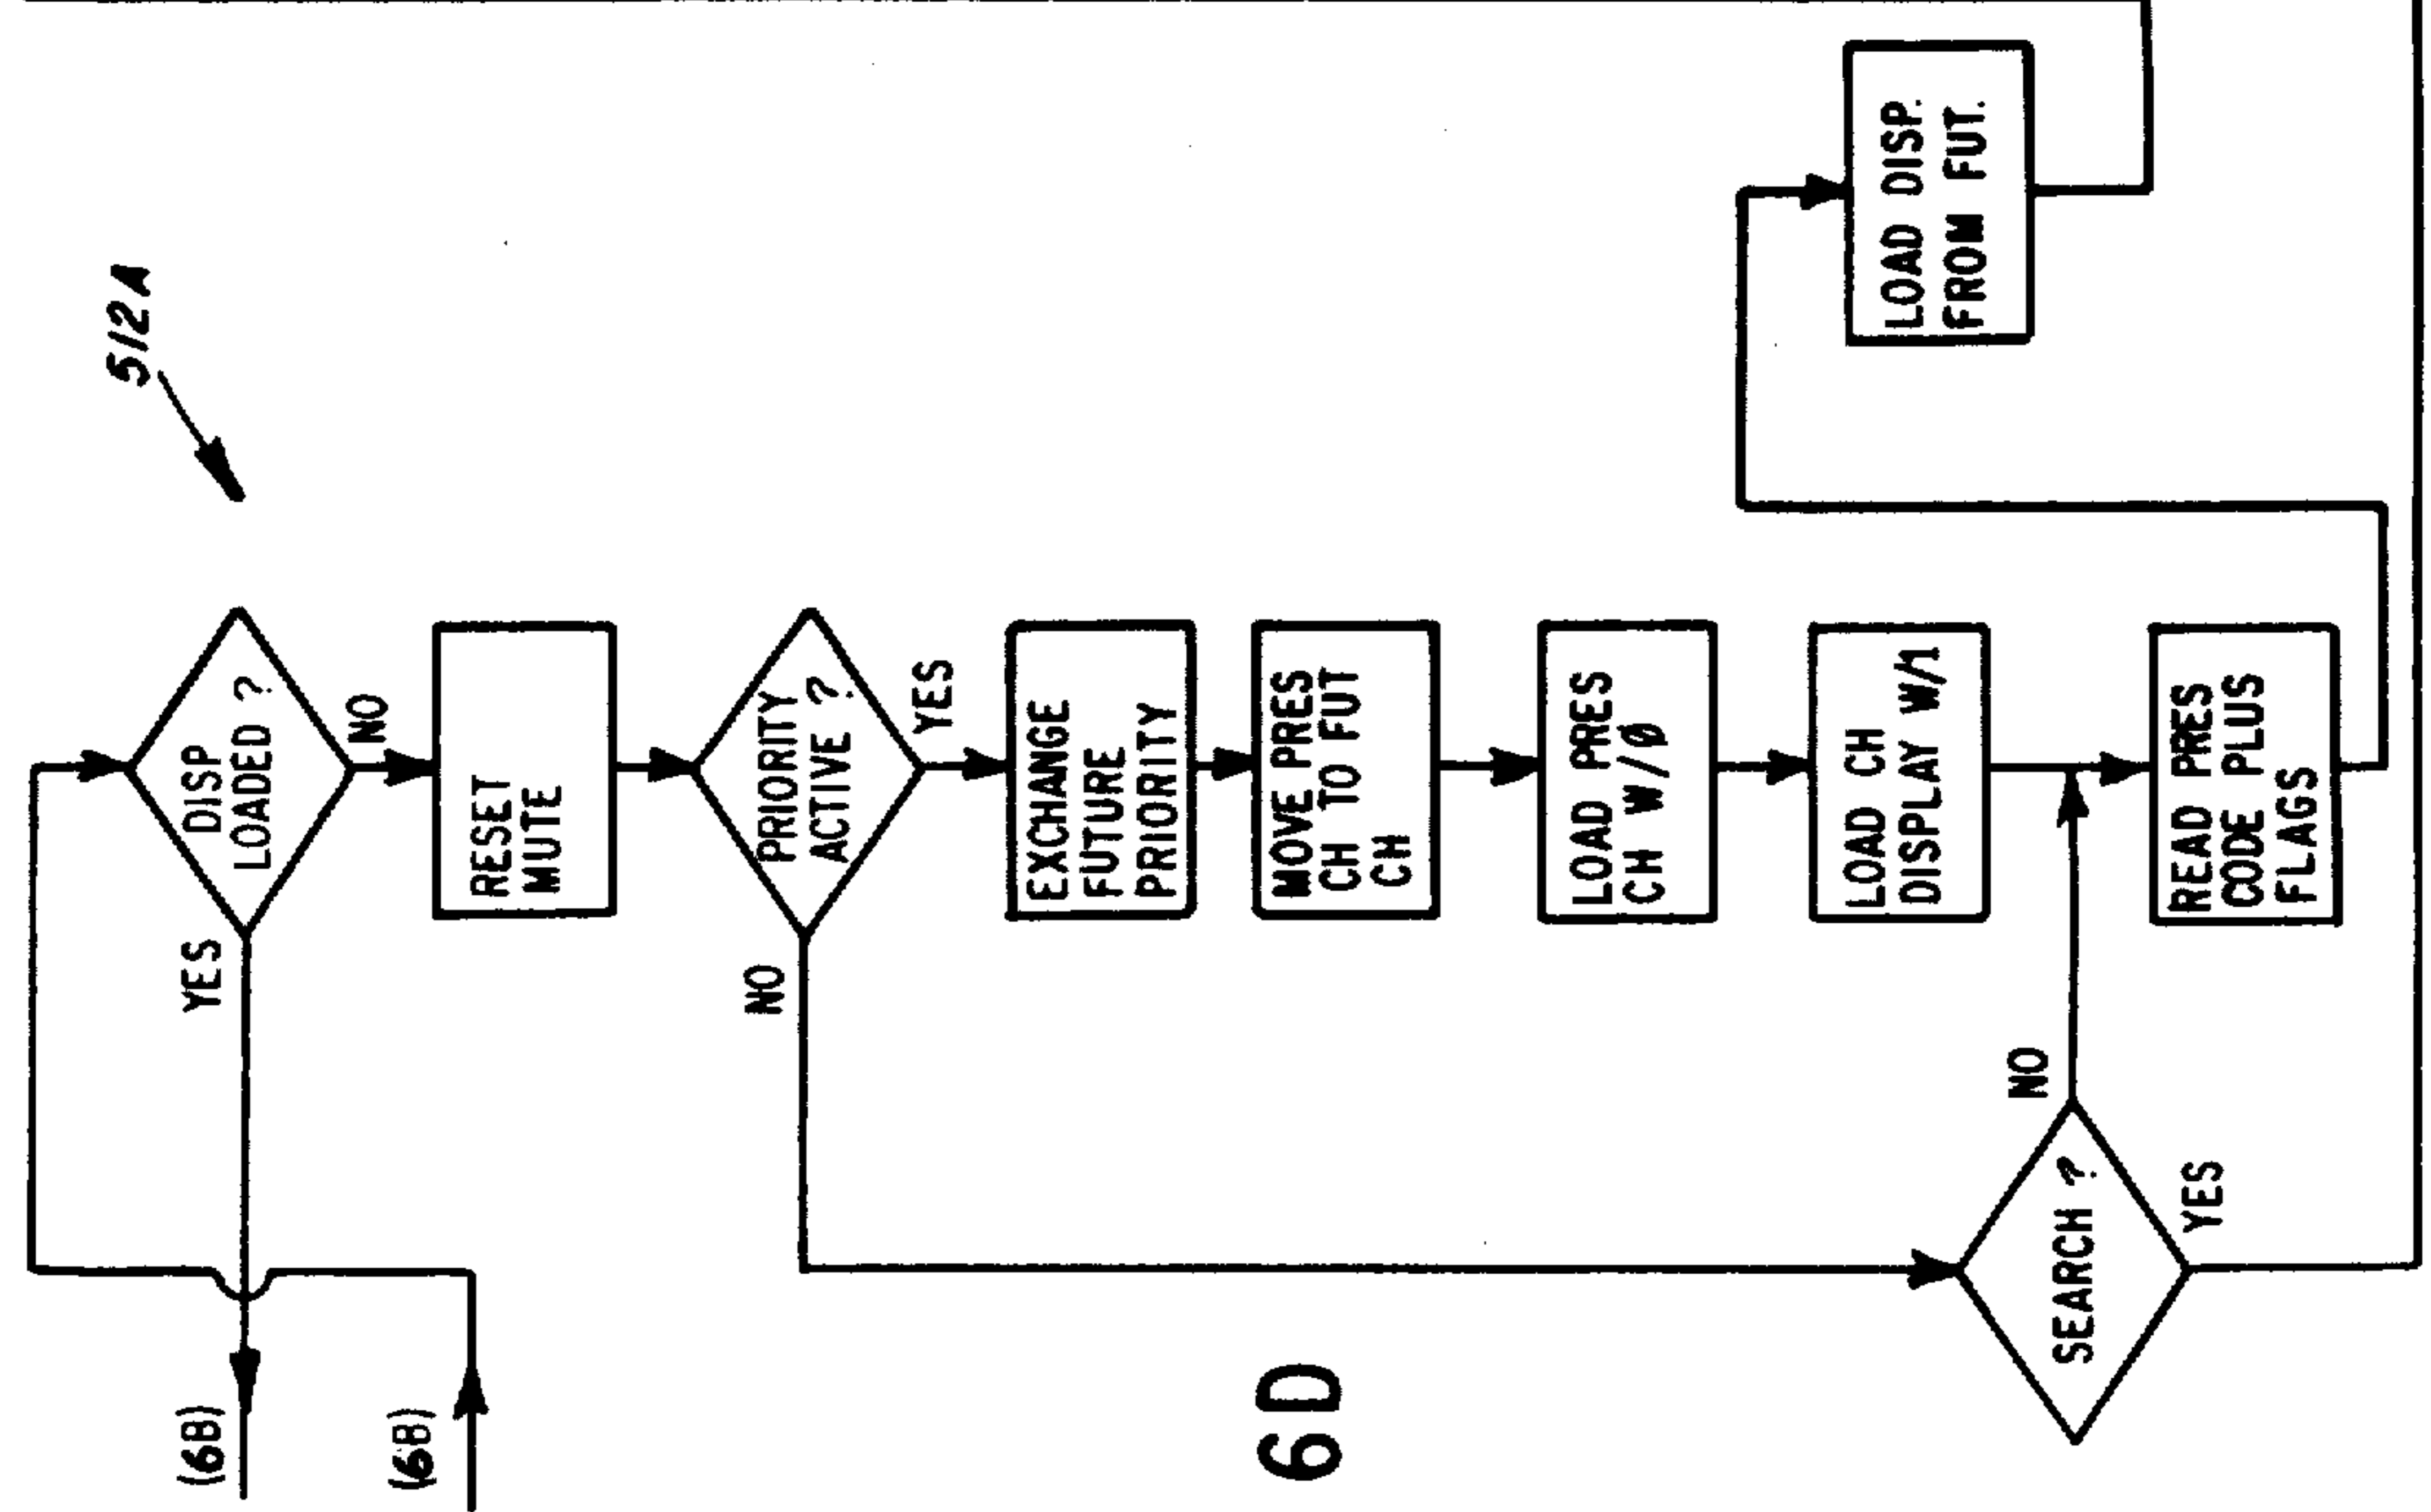 512A
(6B)
(6B)
DISP
LOADED ?
YES
NO
RESET
MUTE
PRIORITY
ACTIVE ?
NO
YES
EXCHANGE
FUTURE
PRIORITY
MOVE PRES
CH TO FUT
CH
LOAD PRES
CH W/Ø
LOAD CH
DISPLAY W/1
SEARCH ?
NO
YES
READ PRES
CODE PLUS
FLAGS
LOAD DISP.
FROM FUT.
6D